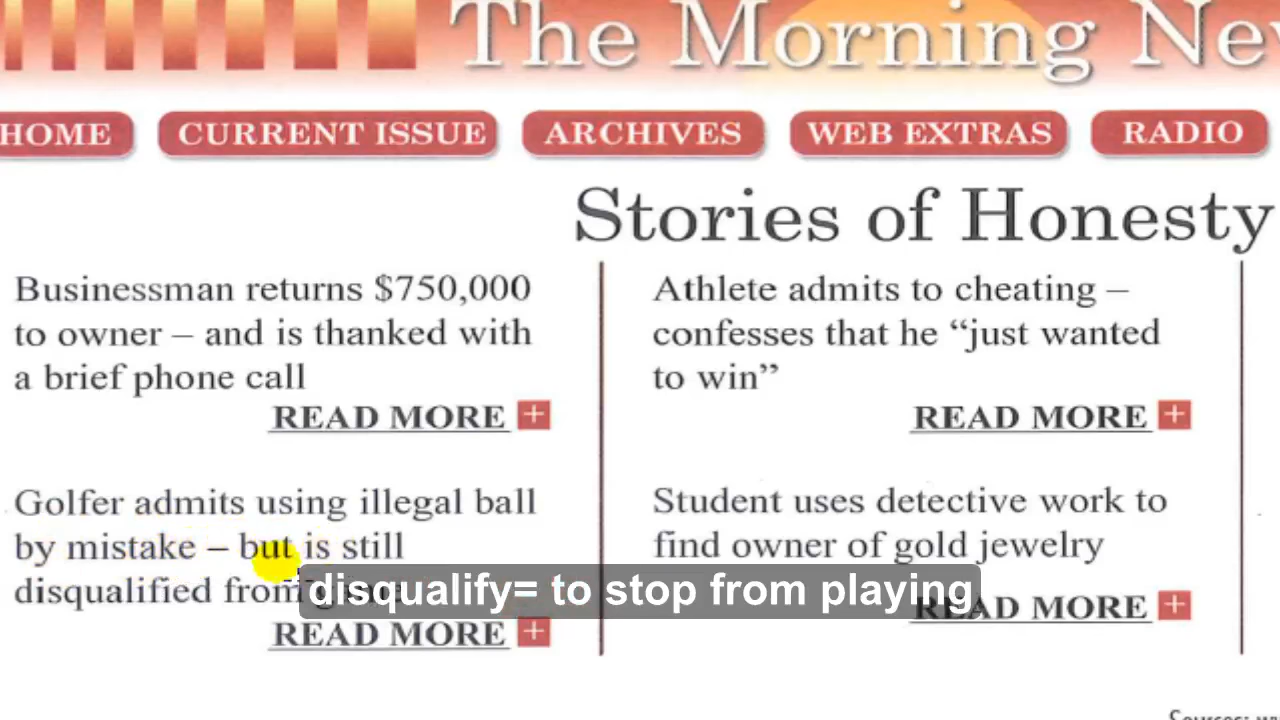 The Morning
HOME
CURRENT ISSUE
ARCHIVES
WEB EXTRAS
RADIO
Stories of Honesty
Businessman returns $750,000
to owner – and is thanked with
a brief phone call
READ MORE +
Golfer admits using illegal ball
by mistake – but is still
disqualified from
READ MORE +
Athlete admits to cheating –
confesses that he “just wanted
to win”
READ MORE +
Student uses detective work to
find owner of gold jewelry
READ MORE +
disqualify= to stop from playing